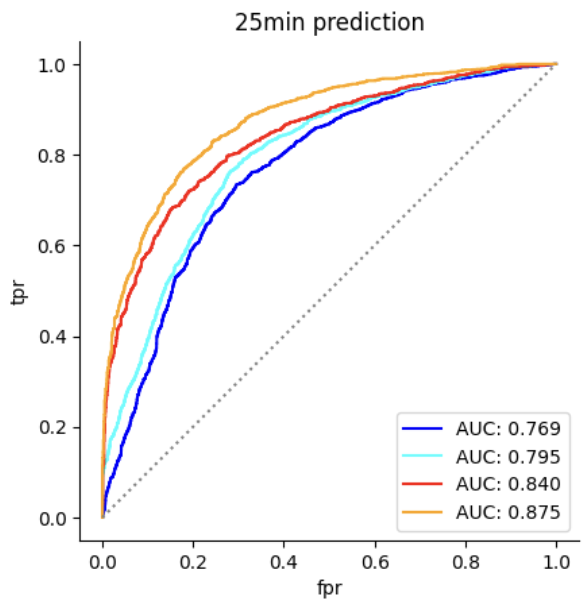 25min prediction
1.0
0.8
0.6
0.4
0.2
0.0
tpr
AUC: 0.769
AUC: 0.795
AUC: 0.840
AUC: 0.875
0.0 0.2 0.4 0.6 0.8 1.0
fpr